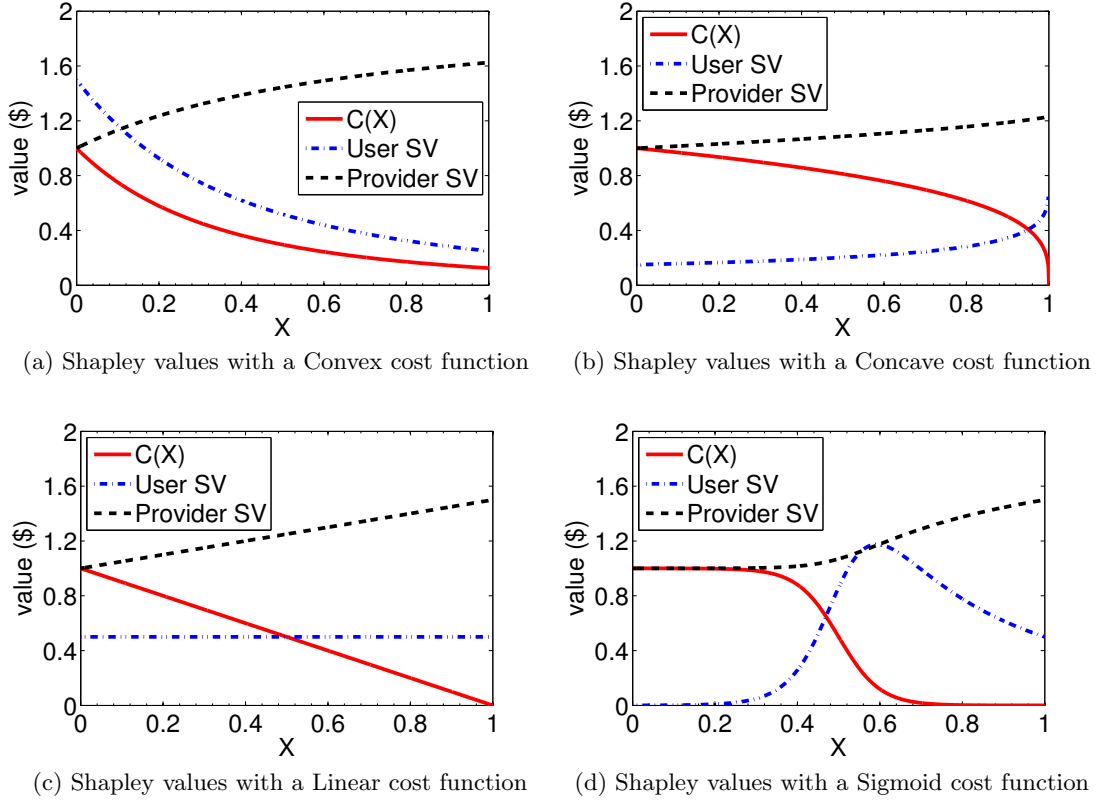 2
1.6
1.2
0.8
0.4
0
value ($)
C(X)
User SV
Provider SV
0 0.2 0.4 0.6 0.8 1
X
(a) Shapley values with a Convex cost function
2
1.6
1.2
0.8
0.4
0
value ($)
C(X)
User SV
Provider SV
0 0.2 0.4 0.6 0.8 1
X
(b) Shapley values with a Concave cost function
2
1.6
1.2
0.8
0.4
0
value ($)
C(X)
User SV
Provider SV
0 0.2 0.4 0.6 0.8 1
X
(c) Shapley values with a Linear cost function
2
1.6
1.2
0.8
0.4
0
value ($)
C(X)
User SV
Provider SV
0 0.2 0.4 0.6 0.8 1
X
(d) Shapley values with a Sigmoid cost function